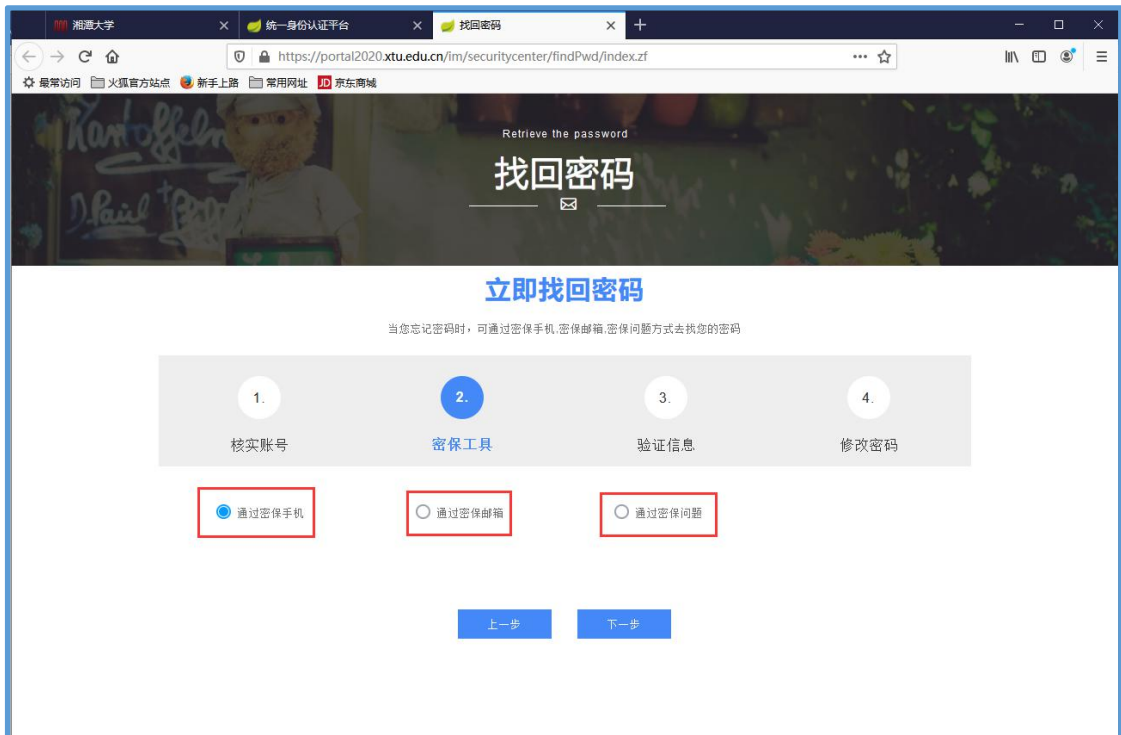 湘潭大学
统一身份认证平台
找回密码
https://portal2020.xtu.edu.cn/im/securitycenter/findPwd/index.zf
最常访问 火狐官方站点 新手上路 常用网址 JD 京东商城
Kartoffeln
Retrieve the password
找回密码
立即找回密码
当您忘记密码时，可通过密保手机.密保邮箱.密保问题方式去找您的密码
1. 2. 3. 4.
核实账号 密保工具 验证信息 修改密码
通过密保手机 通过密保邮箱 通过密保问题
上一步 下一步